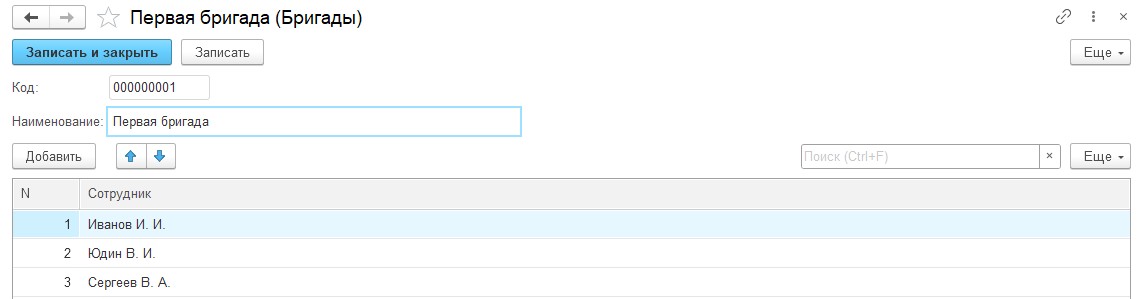 Первая бригада (Бригады)
Записать и закрыть Записать Еще
Код: 000000001
Наименование: Первая бригада
Добавить Поиск (Ctrl+F) × Еще
N Сотрудник
1 Иванов И. И.
2 Юдин В. И.
3 Сергеев В. А.